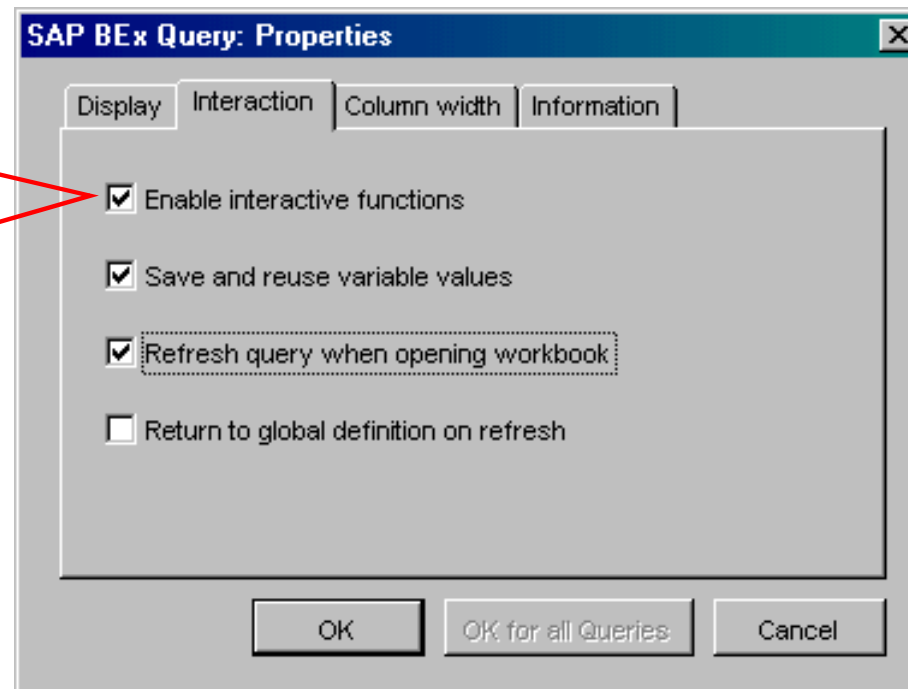 SAP BEx Query: Properties
Display Interaction Column width Information
Enable interactive functions
Save and reuse variable values
Refresh query when opening workbook
Return to global definition on refresh
OK OK for all Queries Cancel